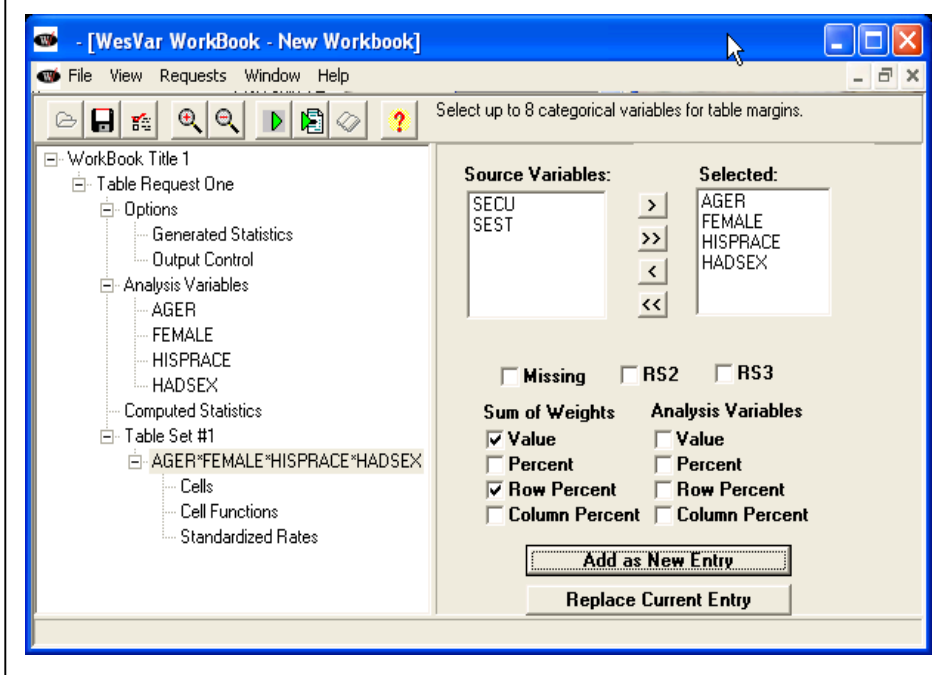 - [WesVar WorkBook - New Workbook]
File View Requests Window Help
Select up to 8 categorical variables for table margins.
WorkBook Title 1
Table Request One
Options
Generated Statistics
Output Control
Analysis Variables
AGER
FEMALE
HISPRACE
HADSEX
Computed Statistics
Table Set #1
AGER*FEMALE*HISPRACE*HADSEX
Cells
Cell Functions
Standardized Rates
Source Variables:
SECU
SEST
>
>>
<
<<
Selected:
AGER
FEMALE
HISPRACE
HADSEX
Missing RS2 RS3
Sum of Weights Analysis Variables
Value Value
Percent Percent
Row Percent Row Percent
Column Percent Column Percent
Add as New Entry
Replace Current Entry